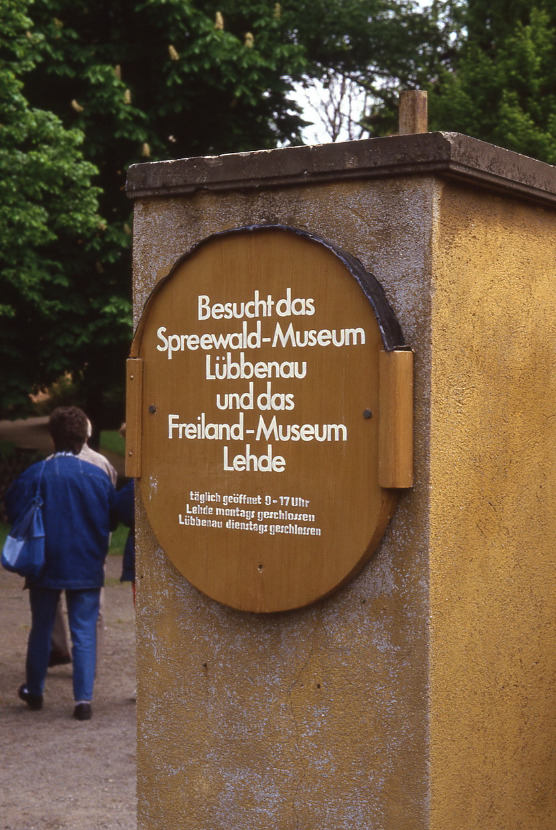 Besucht das
Spreewald-Museum
Lübbenau
und das
Freiland-Museum
Lehde
täglich geöffnet 9-17 Uhr
Lehde montags geschlossen
Lübbenau dienstags geschlossen